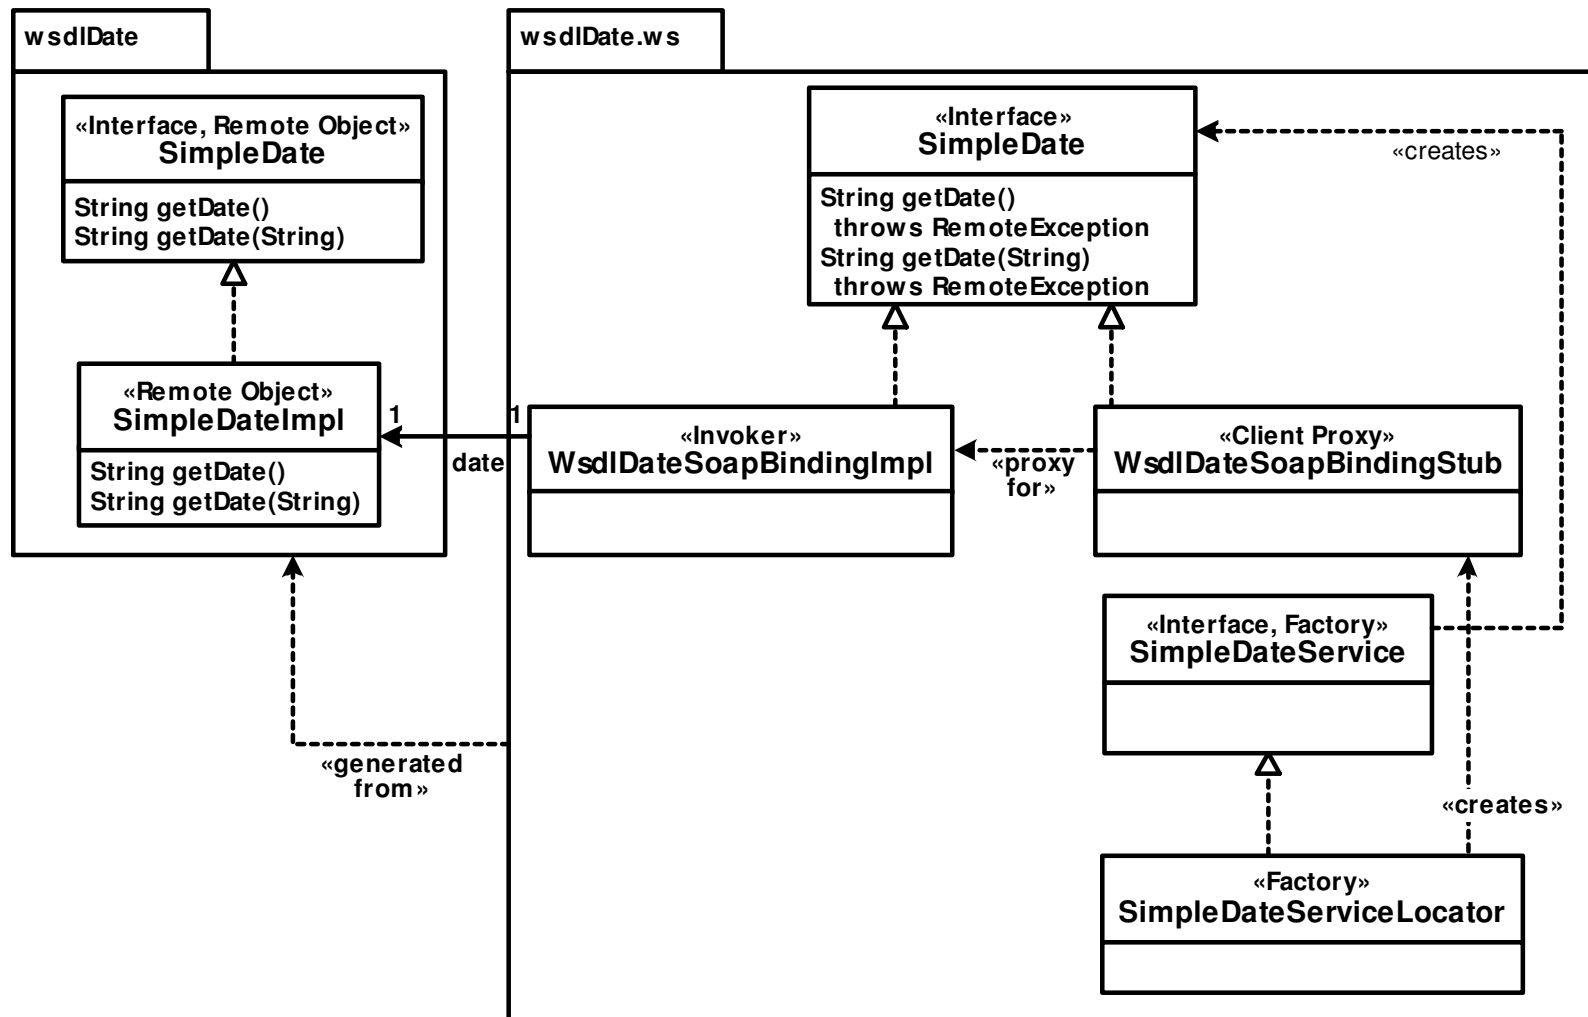 wsdlDate
«Interface, Remote Object»
SimpleDate
String getDate()
String getDate(String)
«Remote Object»
SimpleDateImpl
String getDate()
String getDate(String)
1
1
date
«generated
from»
wsdlDate.ws
«Interface»
SimpleDate
String getDate()
throws RemoteException
String getDate(String)
throws RemoteException
«creates»
«Invoker»
WsdlDateSoapBindingImpl
«proxy
for»
«Client Proxy»
WsdlDateSoapBindingStub
«Interface, Factory»
SimpleDateService
«creates»
«Factory»
SimpleDateServiceLocator